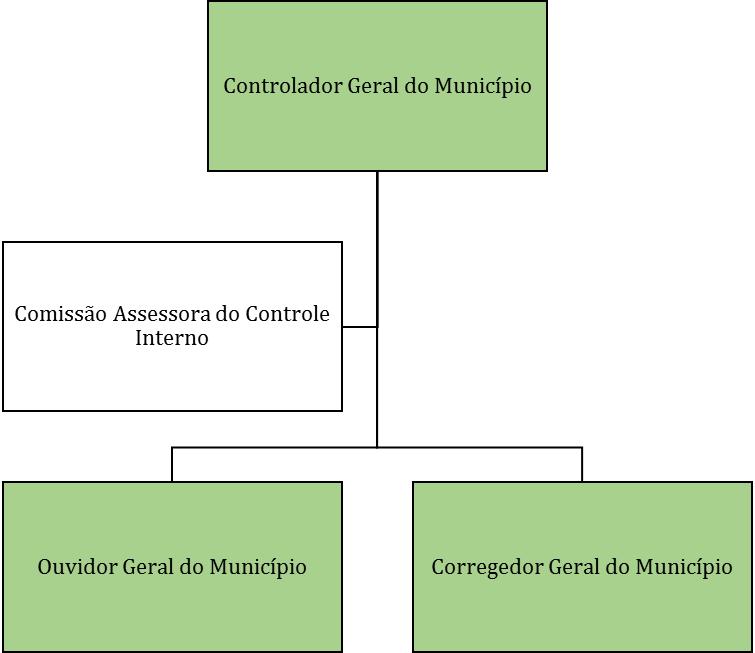 Controlador Geral do Município
Comissão Assessora do Controle
Interno
Ouvidor Geral do Município
Corregedor Geral do Município